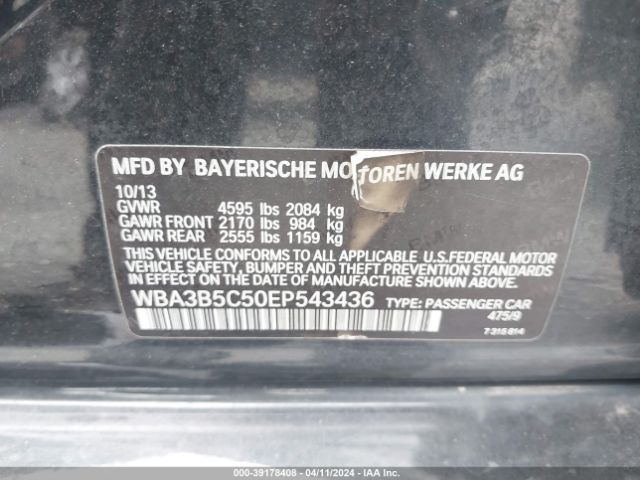 MFD BY BAYERISCHE MOTOREN WERKE AG
10/13
GVWR 4595 lbs 2084 kg
GAWR FRONT 2170 lbs 984 kg
GAWR REAR 2555 lbs 1159 kg
THIS VEHICLE CONFORMS TO ALL APPLICABLE U.S.FEDERAL MOTOR
VEHICLE SAFETY, BUMPER AND THEFT PREVENTION STANDARDS
IN EFFECT ON THE DATE OF MANUFACTURE SHOWN ABOVE.
WBA3B5C50EP543436 TYPE: PASSENGER CAR
475/9
7 316 814
000-39178408 - 04/11/2024 - IAA Inc.